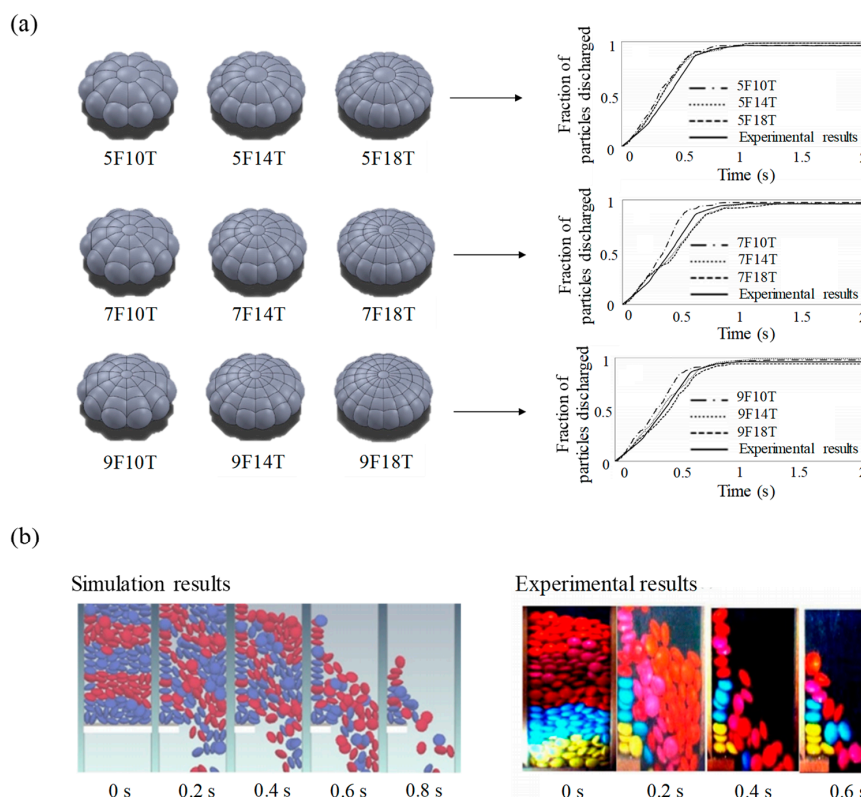 (a)
5F10T 5F14T 5F18T
Fraction of
particles discharged
1
0.5
0
5F10T
5F14T
5F18T
Experimental results
0 0.5 1 1.5 2
Time (s)
7F10T 7F14T 7F18T
Fraction of
particles discharged
1
0.5
0
7F10T
7F14T
7F18T
Experimental results
0 0.5 1 1.5 2
Time (s)
9F10T 9F14T 9F18T
Fraction of
particles discharged
1
0.5
0
9F10T
9F14T
9F18T
Experimental results
0 0.5 1 1.5 2
Time (s)
(b)
Simulation results
0 s 0.2 s 0.4 s 0.6 s 0.8 s
Experimental results
0 s 0.2 s 0.4 s 0.6 s